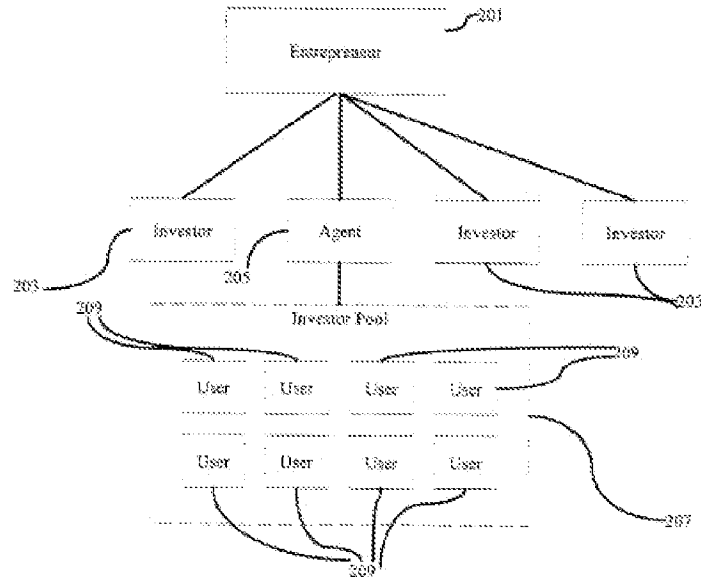 201
Entrepreneur
Investor
Agent
Investor
Investor
203
205
203
209
Investor Pool
209
User
User
User
User
User
User
User
User
207
209